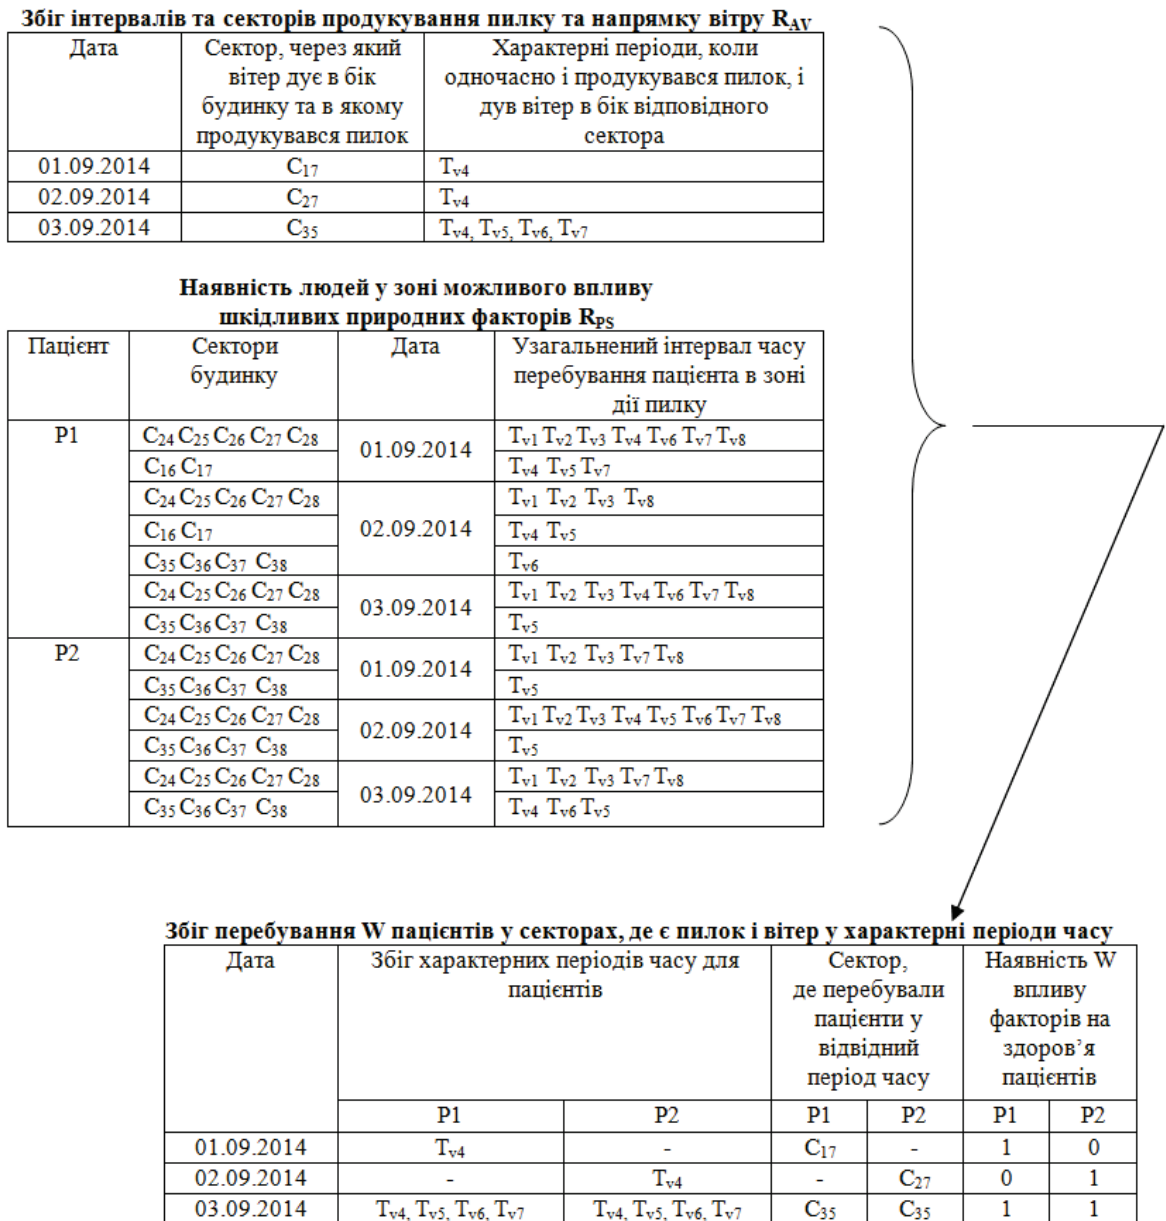 Збіг інтервалів та секторів продукування пилку та напрямку вітру R_AV
Дата Сектор, через який Характерні періоди, коли
вітер дує в бік одночасно і продукувався пилок, і
будинку та в якому дув вітер в бік відповідного
продукувався пилок сектора
01.09.2014 C17 Tv4
02.09.2014 C27 Tv4
03.09.2014 C35 Tv4, Tv5, Tv6, Tv7
Наявність людей у зоні можливого впливу
шкідливих природних факторів R_PS
Пацієнт Сектори Дата Узагальнений інтервал часу
будинку перебування пацієнта в зоні
дії пилку
P1 C24 C25 C26 C27 C28 01.09.2014 Tv1 Tv2 Tv3 Tv4 Tv6 Tv7 Tv8
C16 C17 Tv4 Tv5 Tv7
C24 C25 C26 C27 C28 Tv1 Tv2 Tv3 Tv8
C16 C17 02.09.2014 Tv4 Tv5
C35 C36 C37 C38 Tv6
C24 C25 C26 C27 C28 03.09.2014 Tv1 Tv2 Tv3 Tv4 Tv6 Tv7 Tv8
C35 C36 C37 C38 Tv5
P2 C24 C25 C26 C27 C28 01.09.2014 Tv1 Tv2 Tv3 Tv7 Tv8
C35 C36 C37 C38 Tv5
C24 C25 C26 C27 C28 02.09.2014 Tv1 Tv2 Tv3 Tv4 Tv5 Tv6 Tv7 Tv8
C35 C36 C37 C38 Tv5
C24 C25 C26 C27 C28 03.09.2014 Tv1 Tv2 Tv3 Tv7 Tv8
C35 C36 C37 C38 Tv4 Tv6 Tv5
Збіг перебування W пацієнтів у секторах, де є пилок і вітер у характерні періоди часу
Дата Збіг характерних періодів часу для Сектор, Наявність W
пацієнтів де перебували впливу
пацієнти у факторів на
відвідний здоров’я
період часу пацієнтів
P1 P2 P1 P2 P1 P2
01.09.2014 Tv4 - C17 - 1 0
02.09.2014 - Tv4 - C27 0 1
03.09.2014 Tv4, Tv5, Tv6, Tv7 Tv4, Tv5, Tv6, Tv7 C35 C35 1 1